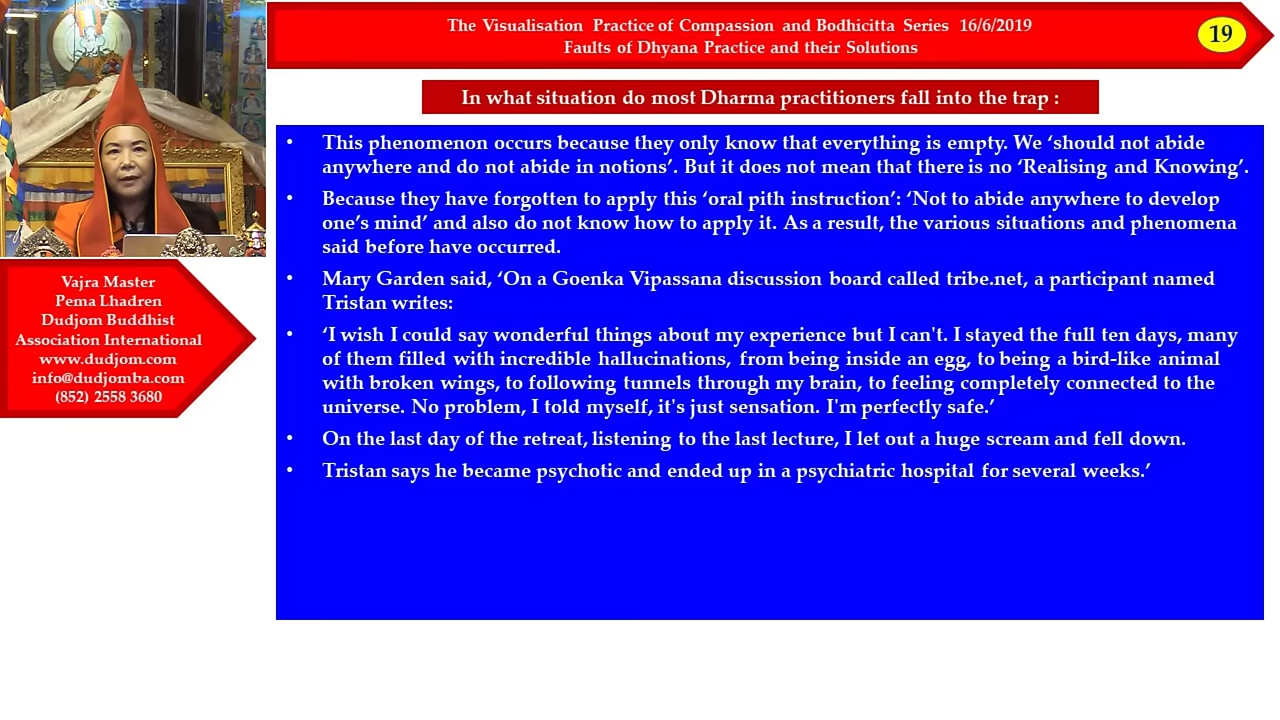 The Visualisation Practice of Compassion and Bodhicitta Series 16/6/2019
Faults of Dhyana Practice and their Solutions
19
In what situation do most Dharma practitioners fall into the trap :
• This phenomenon occurs because they only know that everything is empty. We ‘should not abide
anywhere and do not abide in notions’. But it does not mean that there is no ‘Realising and Knowing’.
• Because they have forgotten to apply this ‘oral pith instruction’: ‘Not to abide anywhere to develop
one’s mind’ and also do not know how to apply it. As a result, the various situations and phenomena
said before have occurred.
• Mary Garden said, ‘On a Goenka Vipassana discussion board called tribe.net, a participant named
Tristan writes:
• ‘I wish I could say wonderful things about my experience but I can't. I stayed the full ten days, many
of them filled with incredible hallucinations, from being inside an egg, to being a bird-like animal
with broken wings, to following tunnels through my brain, to feeling completely connected to the
universe. No problem, I told myself, it's just sensation. I'm perfectly safe.’
• On the last day of the retreat, listening to the last lecture, I let out a huge scream and fell down.
• Tristan says he became psychotic and ended up in a psychiatric hospital for several weeks.’
Vajra Master
Pema Lhadren
Dudjom Buddhist
Association International
www.dudjom.com
info@dudjomba.com
(852) 2558 3680